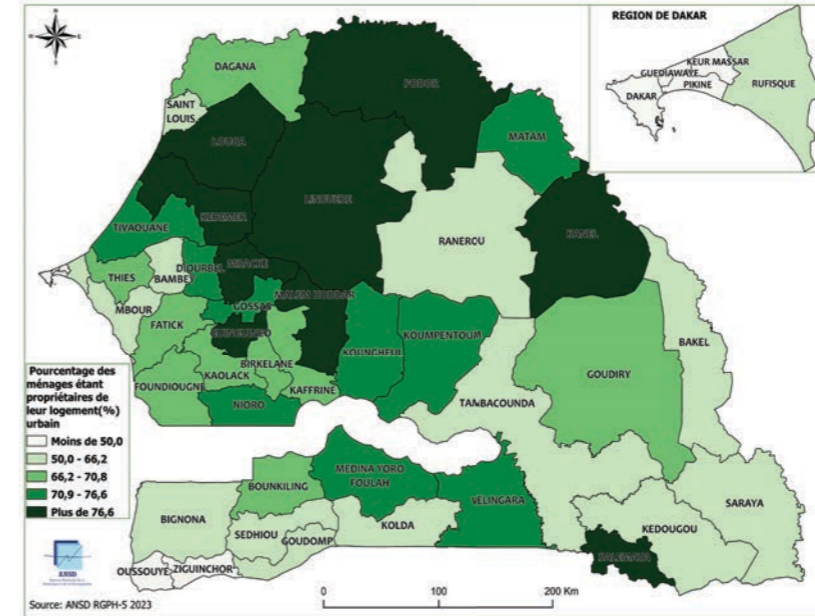 REGION DE DAKAR
KEUR MASSAR
GUEDIAWAYE
RUFISQUE
PIKINE
DAKAR
DAGANA
PODOR
SAINT
LOUIS
MATAM
LOUGA
LINGUERE
KEBEMER
TIVAOUANE
RANEROU
KANEL
MBACKE
DIOURBEL
THIES
BAMBEY
MALEM HODDAR
GOSSAS
MBOUR
FATICK
GUINGUINEO
KOUNGHEUL
KOUMPENTOUM
BAKEL
BIRKELANE
GOUDIRY
KAOLACK
FOUNDIOUGNE
KAFFRINE
TAMBACOUNDA
NIORO
Pourcentage des
ménages étant
propriétaires de
leur logement(%)
urbain
Moins de 50,0
50,0 - 66,2
66,2 - 70,8
70,9 - 76,6
Plus de 76,6
MEDINA YORO
FOULAH
BOUNKILING
VELINGARA
SARAYA
BIGNONA
KOLDA
KEDOUGOU
SEDHIOU
GOUDOMP
SALEMATA
OUSSOUYE
ZIGUINCHOR
ANSD
0 100 200 Km
Source: ANSD RGPH-5 2023